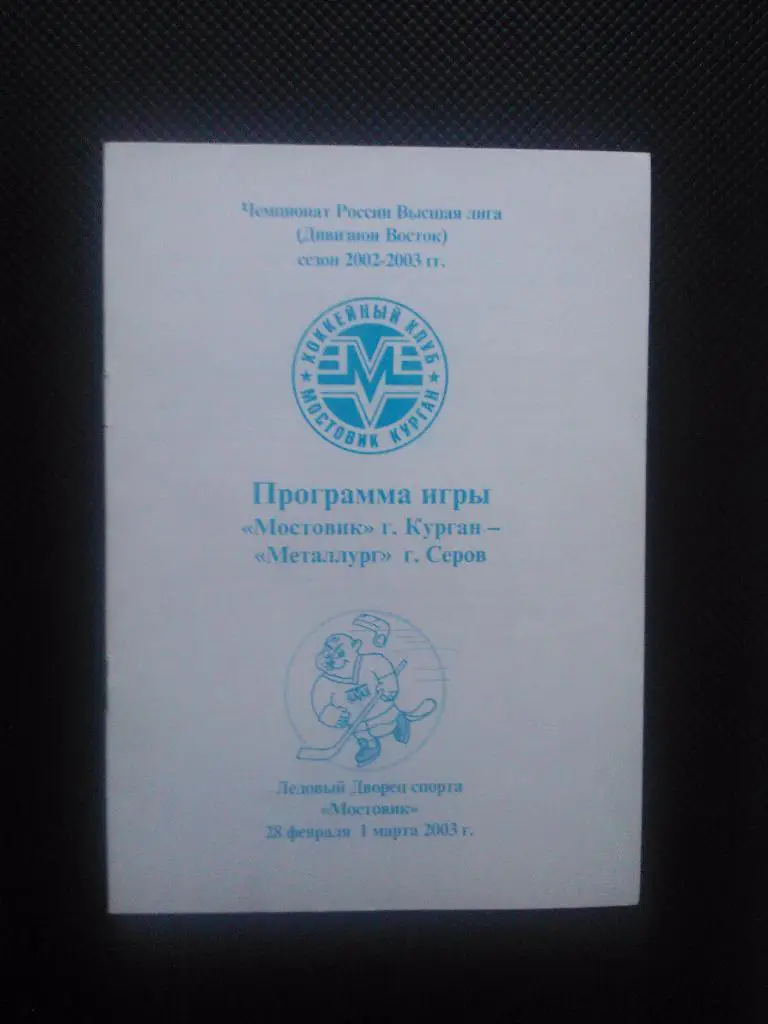 Чемпионат России Высшая лига
(Дивизион Восток)
сезон 2002-2003 гг.
ХОККЕЙНЫЙ КЛУБ
МОСТОВИК КУРГАН
Программа игры
«Мостовик» г. Курган –
«Металлург» г. Серов
Ледовый Дворец спорта
«Мостовик»
28 февраля 1 марта 2003 г.